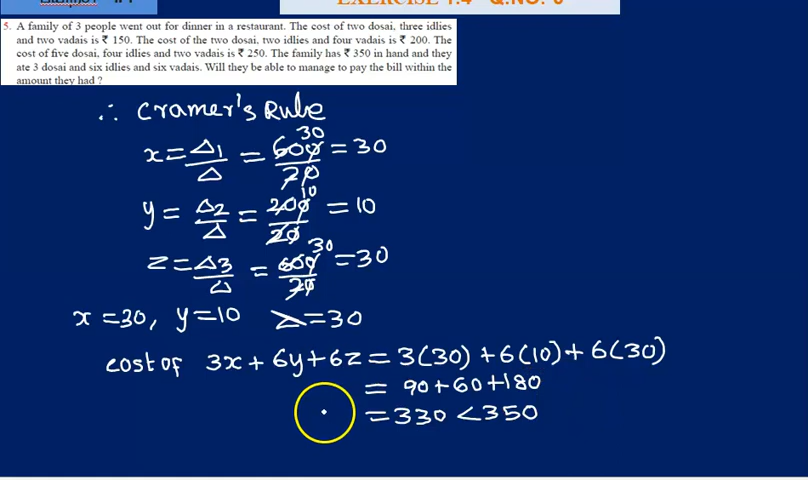 EXERCISE 1.4 Q.NO. 
5. A family of 3 people went out for dinner in a restaurant. The cost of two dosai, three idlies
and two vadais is ₹ 150. The cost of the two dosai, two idlies and four vadais is ₹ 200. The
cost of five dosai, four idlies and two vadais is ₹ 250. The family has ₹ 350 in hand and they
ate 3 dosai and six idlies and six vadais. Will they be able to manage to pay the bill within the
amount they had ?
∴ Cramer's Rule
x = Δ1/Δ = 600/20 30 = 30
y = Δ2/Δ = 200/20 10 = 10
z = Δ3/Δ = 600/20 30 = 30
x = 30, y = 10 z = 30
cost of 3x + 6y + 6z = 3(30) + 6(10) + 6(30)
= 90 + 60 + 180
= 330 < 350